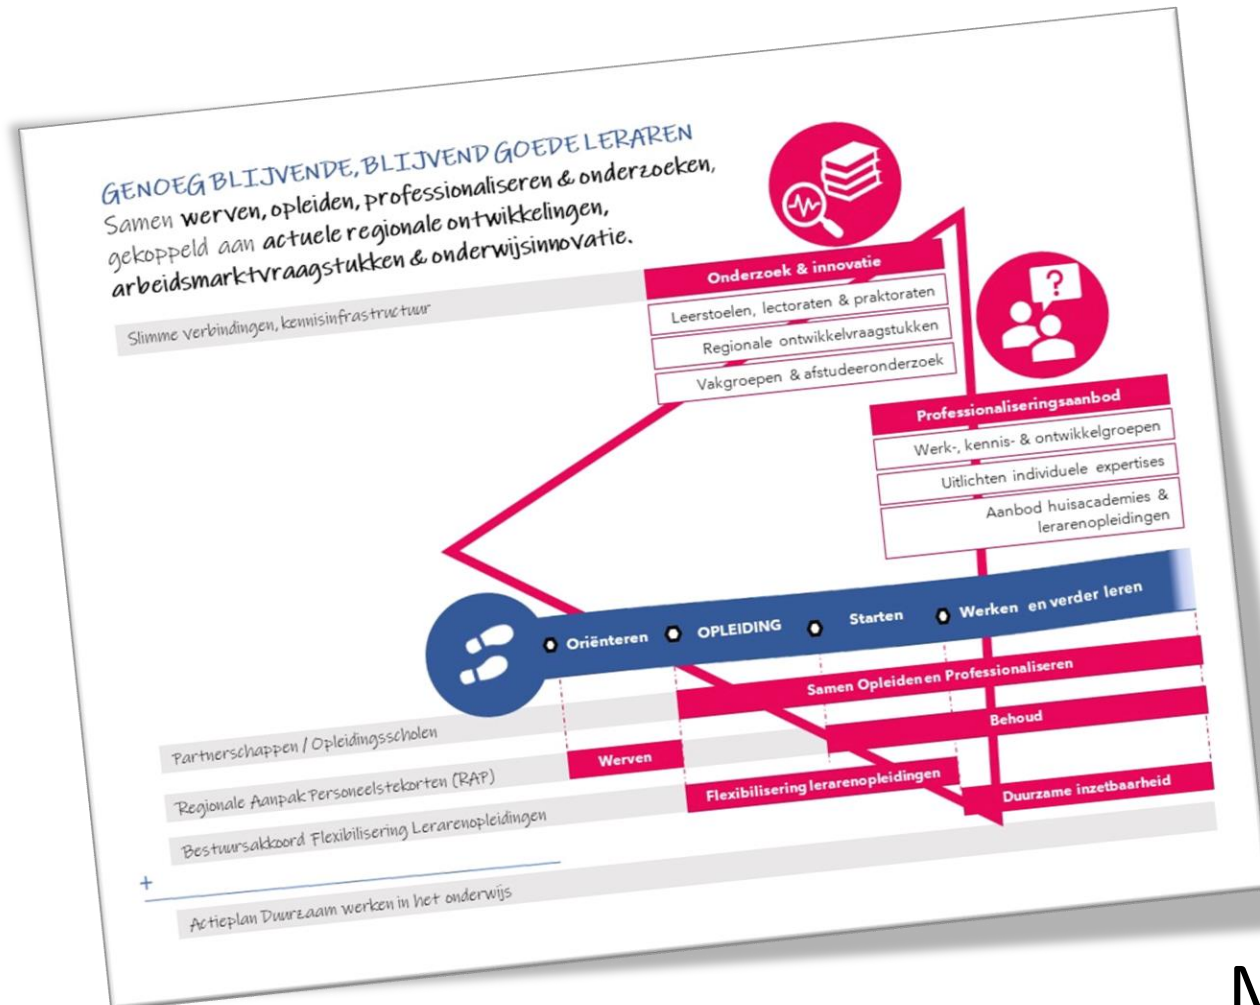 GENOEG BLIJVENDE, BLIJVEND GOEDE LERAREN
Samen werven, opleiden, professionaliseren & onderzoeken,
gekoppeld aan actuele regionale ontwikkelingen,
arbeidsmarktvraagstukken & onderwijsinnovatie.
Slimme verbindingen, kennisinfrastructuur
Onderzoek & innovatie
Leerstoelen, lectoraten & praktoraten
Regionale ontwikkelvraagstukken
Vakgroepen & afstudeeronderzoek
?
Professionaliseringsaanbod
Werk-, kennis- & ontwikkelgroepen
Uitlichten individuele expertises
Aanbod huisacademies &
lerarenopleidingen
Oriënteren
OPLEIDING
Starten
Werken en verder leren
Partnerschappen / Opleidingsscholen
Samen Opleiden en Professionaliseren
Regionale Aanpak Personeelstekorten (RAP)
Werven
Behoud
Bestuursakkoord Flexibilisering Lerarenopleidingen
Flexibilisering lerarenopleidingen
Duurzame inzetbaarheid
+
Actieplan Duurzaam werken in het onderwijs